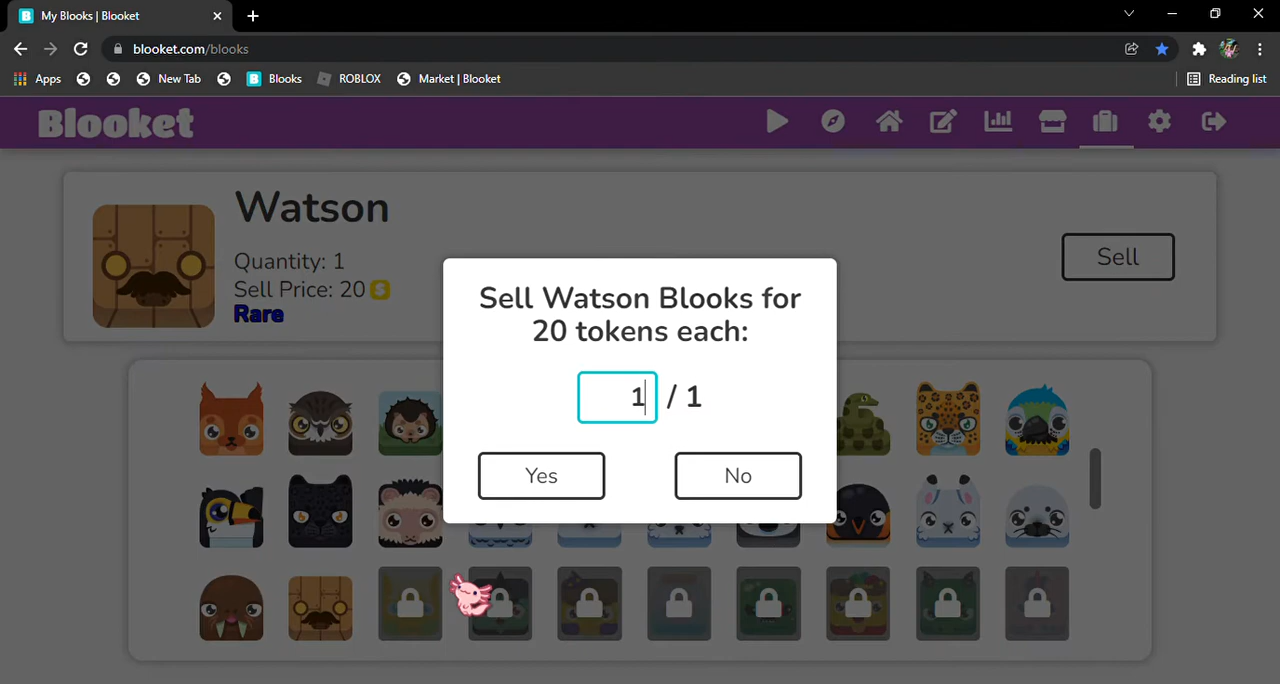 My Blooks | Blooket
blooket.com/blooks
Apps
New Tab
Blooks
ROBLOX
Market | Blooket
Reading list
Blooket
Watson
Quantity: 1
Sell Price: 20
Rare
Sell
Sell Watson Blooks for
20 tokens each:
1 / 1
Yes No